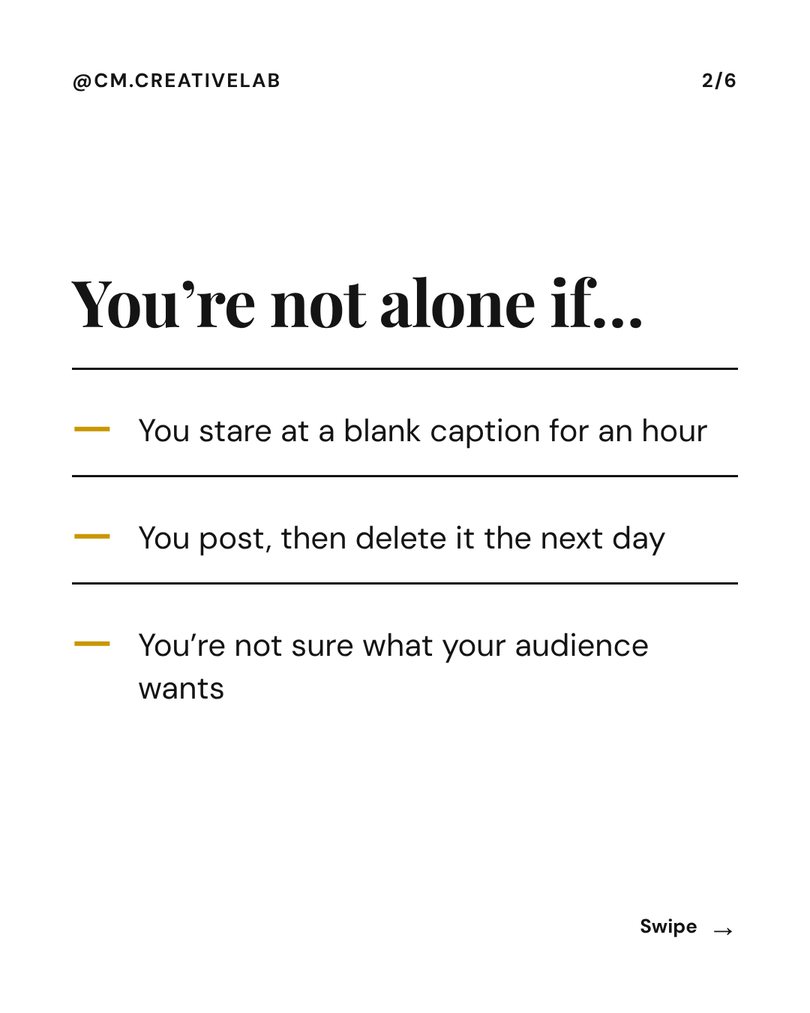 @CM.CREATIVELAB
2/6
You’re not alone if…
You stare at a blank caption for an hour
You post, then delete it the next day
You’re not sure what your audience
wants
Swipe →